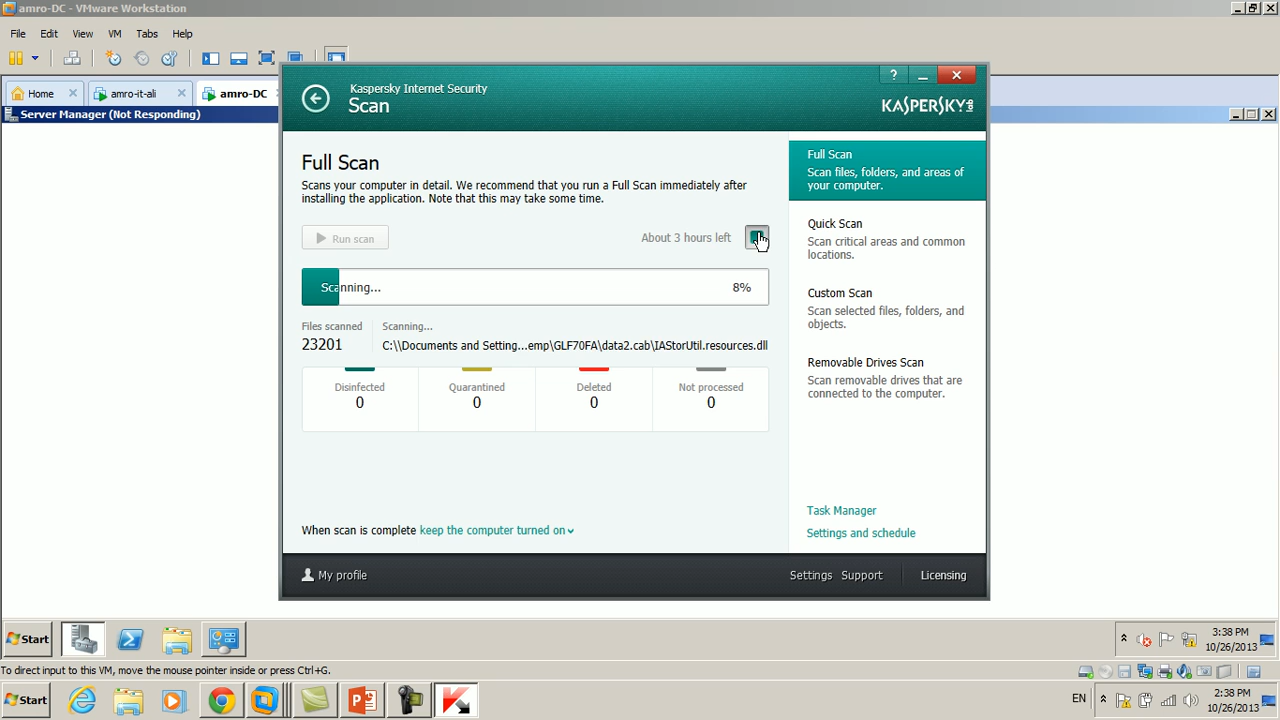 amro-DC - VMware Workstation
File Edit View VM Tabs Help
Home amro-it-ali amro-DC
Server Manager (Not Responding)
Kaspersky Internet Security
Scan
KASPERSKY
Full Scan
Scans your computer in detail. We recommend that you run a Full Scan immediately after
installing the application. Note that this may take some time.
Run scan
About 3 hours left
Scanning... 8%
Files scanned
23201
Scanning...
C:\\Documents and Setting...emp\GLF70FA\data2.cab\IAStorUtil.resources.dll
Disinfected
0
Quarantined
0
Deleted
0
Not processed
0
When scan is complete keep the computer turned on
Full Scan
Scan files, folders, and areas of
your computer.
Quick Scan
Scan critical areas and common
locations.
Custom Scan
Scan selected files, folders, and
objects.
Removable Drives Scan
Scan removable drives that are
connected to the computer.
Task Manager
Settings and schedule
My profile
Settings Support Licensing
Start
3:38 PM
10/26/2013
To direct input to this VM, move the mouse pointer inside or press Ctrl+G.
Start
EN
2:38 PM
10/26/2013